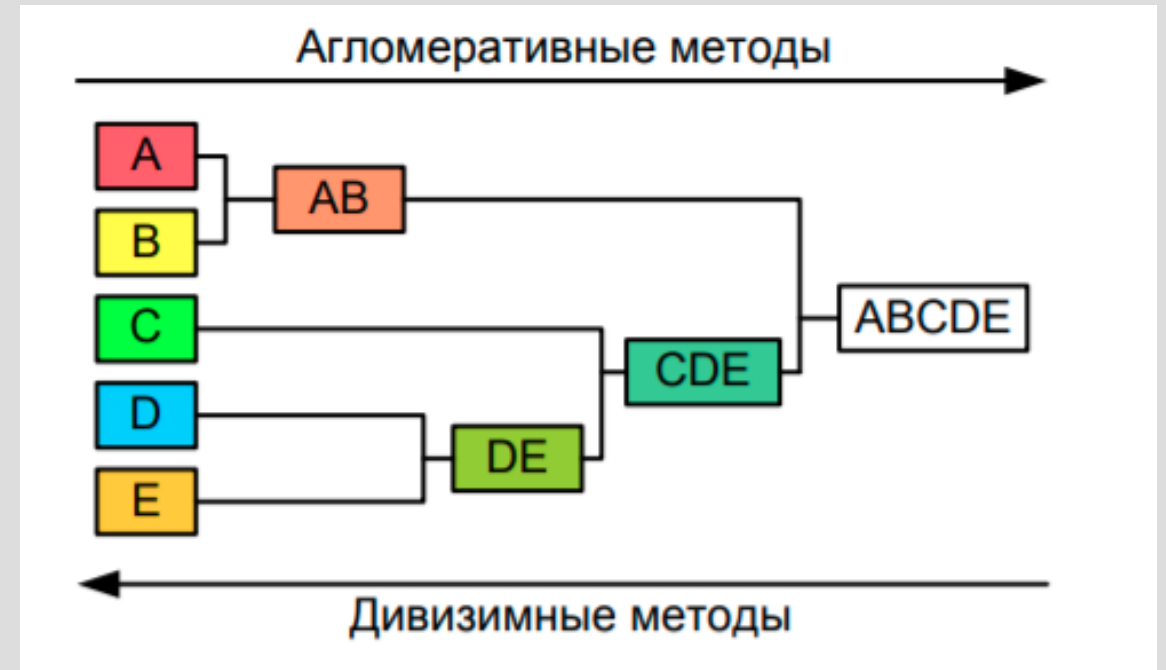 Агломеративные методы
A
AB
B
ABCDE
C
CDE
D
DE
E
Дивизимные методы